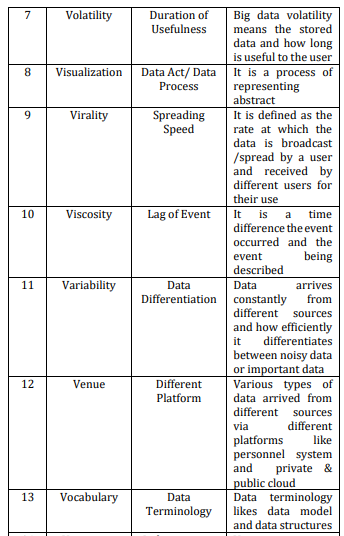 7 Volatility Duration of Big data volatility
Usefulness means the stored
data and how long
is useful to the user
8 Visualization Data Act/ Data It is a process of
Process representing
abstract
9 Virality Spreading It is defined as the
Speed rate at which the
data is broadcast
/spread by a user
and received by
different users for
their use
10 Viscosity Lag of Event It is a time
difference the event
occurred and the
event being
described
11 Variability Data Data arrives
Differentiation constantly from
different sources
and how efficiently
it differentiates
between noisy data
or important data
12 Venue Different Various types of
Platform data arrived from
different sources
via different
platforms like
personnel system
and private &
public cloud
13 Vocabulary Data Data terminology
Terminology likes data model
and data structures